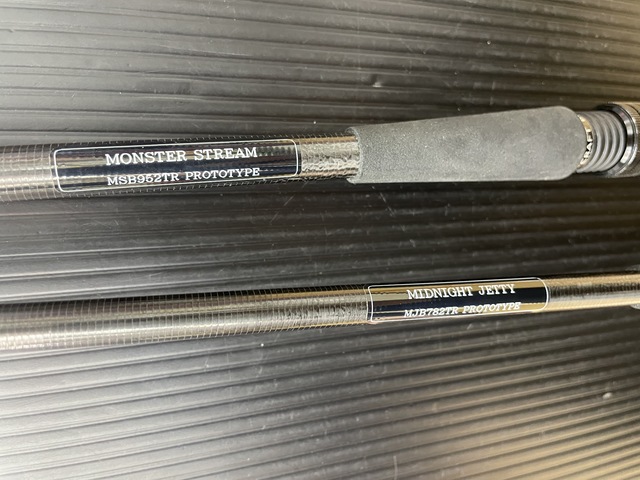 MONSTER STREAM
MSB952TR PROTOTYPE
MIDNIGHT JETTY
MJB782TR PROTOTYPE